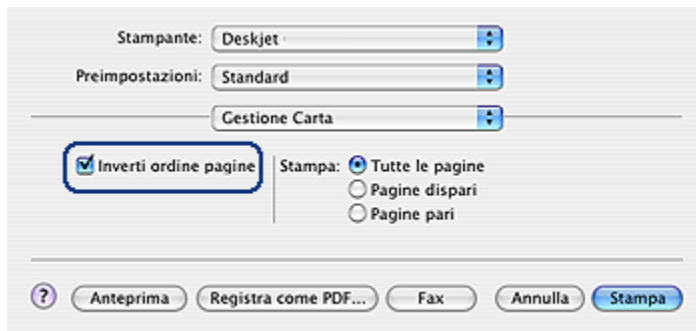 Stampante: Deskjet
Preimpostazioni: Standard
Gestione Carta
Inverti ordine pagine Stampa: Tutte le pagine
Pagine dispari
Pagine pari
? Anteprima Registra come PDF... Fax Annulla Stampa